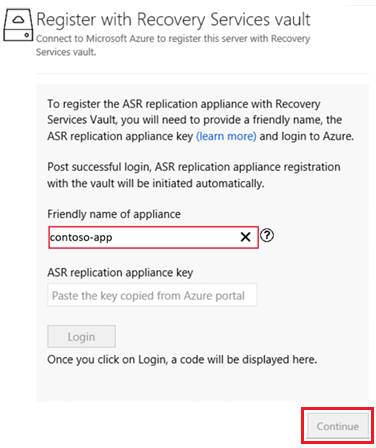 Register with Recovery Services vault
Connect to Microsoft Azure to register this server with Recovery
Services vault.
To register the ASR replication appliance with Recovery
Services Vault, you will need to provide a friendly name, the
ASR replication appliance key (learn more) and login to Azure.
Post successful login, ASR replication appliance registration
with the vault will be initiated automatically.
Friendly name of appliance
contoso-app
ASR replication appliance key
Paste the key copied from Azure portal
Login
Once you click on Login, a code will be displayed here.
Continue